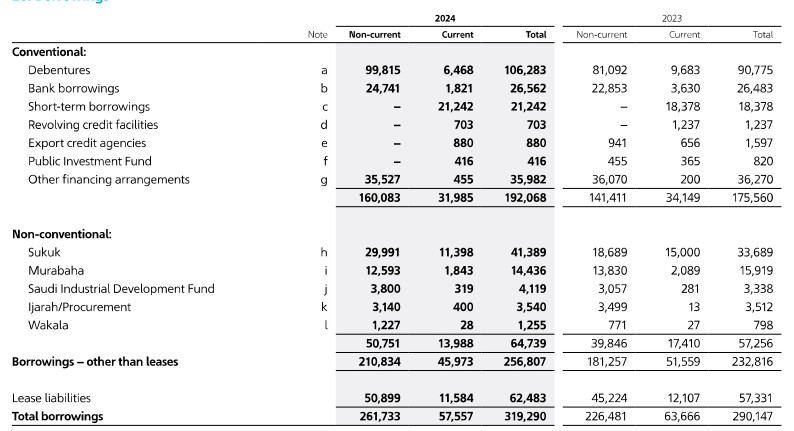 2024 2023
Note Non-current Current Total Non-current Current Total
Conventional:
Debentures a 99,815 6,468 106,283 81,092 9,683 90,775
Bank borrowings b 24,741 1,821 26,562 22,853 3,630 26,483
Short-term borrowings c – 21,242 21,242 – 18,378 18,378
Revolving credit facilities d – 703 703 – 1,237 1,237
Export credit agencies e – 880 880 941 656 1,597
Public Investment Fund f – 416 416 455 365 820
Other financing arrangements g 35,527 455 35,982 36,070 200 36,270
160,083 31,985 192,068 141,411 34,149 175,560
Non-conventional:
Sukuk h 29,991 11,398 41,389 18,689 15,000 33,689
Murabaha i 12,593 1,843 14,436 13,830 2,089 15,919
Saudi Industrial Development Fund j 3,800 319 4,119 3,057 281 3,338
Ijarah/Procurement k 3,140 400 3,540 3,499 13 3,512
Wakala l 1,227 28 1,255 771 27 798
50,751 13,988 64,739 39,846 17,410 57,256
Borrowings – other than leases 210,834 45,973 256,807 181,257 51,559 232,816
Lease liabilities 50,899 11,584 62,483 45,224 12,107 57,331
Total borrowings 261,733 57,557 319,290 226,481 63,666 290,147